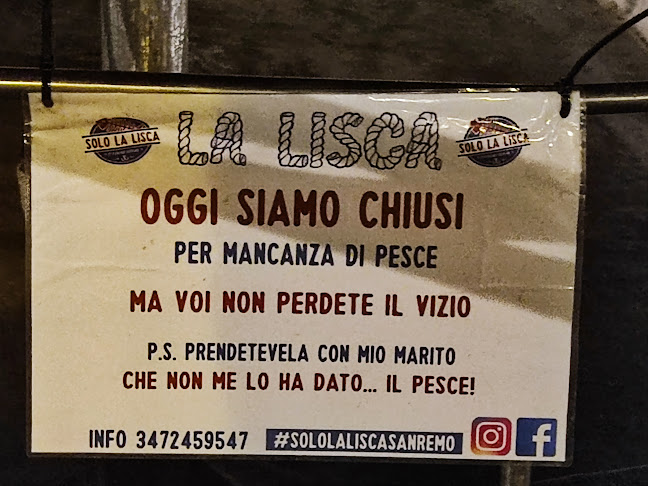 LA LISCA
SOLO LA LISCA
SOLO LA LISCA
OGGI SIAMO CHIUSI
PER MANCANZA DI PESCE
MA VOI NON PERDETE IL VIZIO
P.S. PRENDETEVELA CON MIO MARITO
CHE NON ME LO HA DATO... IL PESCE!
INFO 3472459547 #SOLOLALISCASANREMO